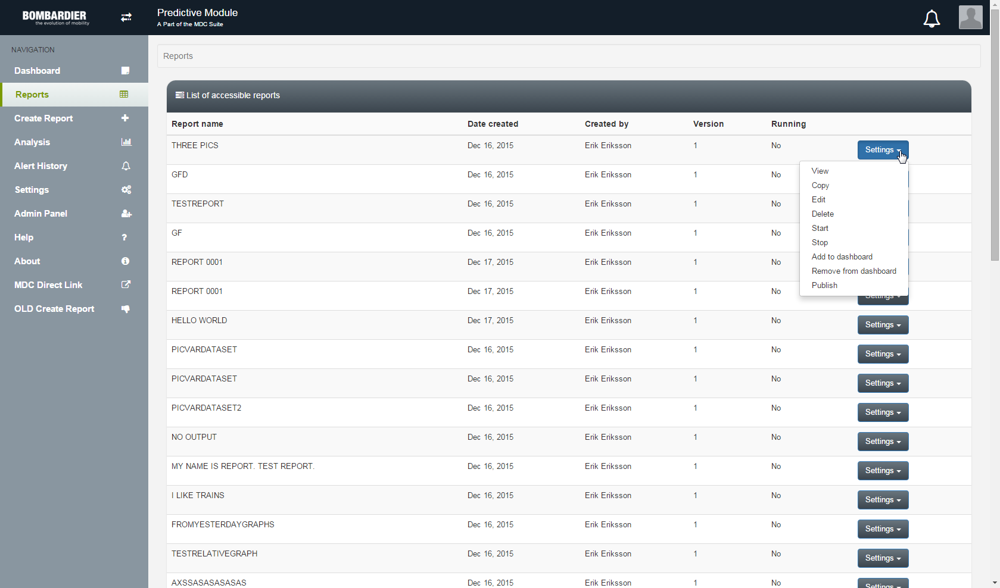 BOMBARDIER
the evolution of mobility
Predictive Module
A Part of the MDC Suite
NAVIGATION
Dashboard
Reports
Create Report
Analysis
Alert History
Settings
Admin Panel
Help
About
MDC Direct Link
OLD Create Report
Reports
List of accessible reports
Report name Date created Created by Version Running
THREE PICS Dec 16, 2015 Erik Eriksson 1 No Settings
GFD Dec 16, 2015 Erik Eriksson 1 No
TESTREPORT Dec 16, 2015 Erik Eriksson 1 No
GF Dec 16, 2015 Erik Eriksson 1 No
REPORT 0001 Dec 17, 2015 Erik Eriksson 1 No
REPORT 0001 Dec 17, 2015 Erik Eriksson 1 No Settings
HELLO WORLD Dec 17, 2015 Erik Eriksson 1 No Settings
PICVARDATASET Dec 16, 2015 Erik Eriksson 1 No Settings
PICVARDATASET Dec 16, 2015 Erik Eriksson 1 No Settings
PICVARDATASET2 Dec 16, 2015 Erik Eriksson 1 No Settings
NO OUTPUT Dec 16, 2015 Erik Eriksson 1 No Settings
MY NAME IS REPORT. TEST REPORT. Dec 16, 2015 Erik Eriksson 1 No Settings
I LIKE TRAINS Dec 16, 2015 Erik Eriksson 1 No Settings
FROMYESTERDAYGRAPHS Dec 16, 2015 Erik Eriksson 1 No Settings
TESTRELATIVEGRAPH Dec 16, 2015 Erik Eriksson 1 No Settings
AXSSASASASASAS Dec 16, 2015 Erik Eriksson 1 No Settings
View
Copy
Edit
Delete
Start
Stop
Add to dashboard
Remove from dashboard
Publish